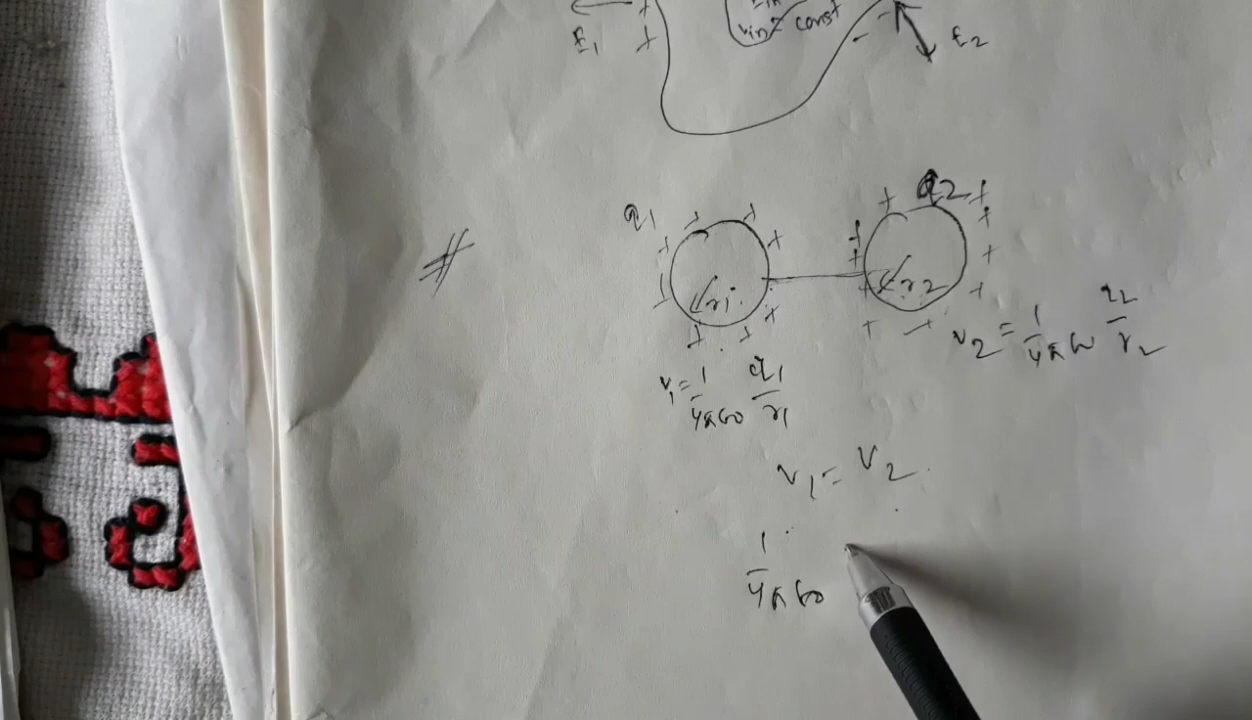 Vin = const
E1
E2
#
q1
q2
r1
r2
V1 = 1/4πε0 q1/r1
V2 = 1/4πε0 q2/r2
V1 = V2
1/4πε0